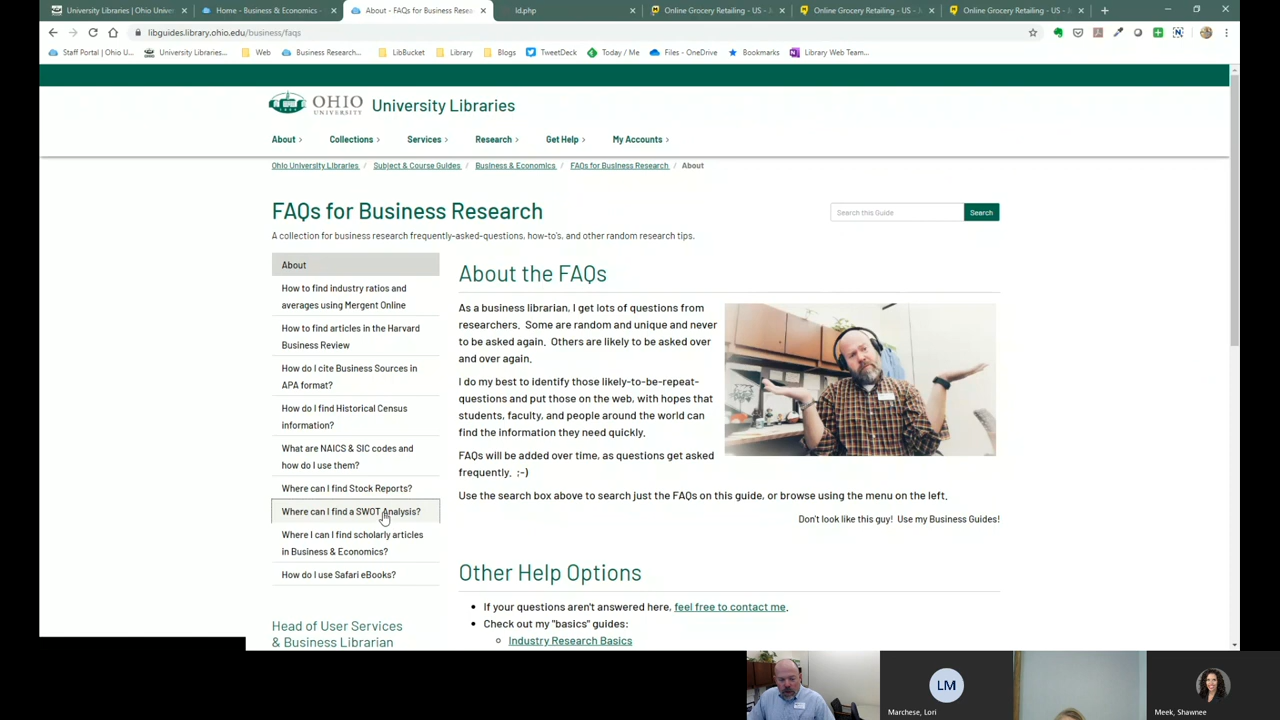 University Libraries | Ohio Univer
Home - Business & Economics -
About - FAQs for Business Resea
ld.php
Online Grocery Retailing - US - J
Online Grocery Retailing - US - J
Online Grocery Retailing - US - J
libguides.library.ohio.edu/business/faqs
Staff Portal | Ohio U...
University Libraries...
Web
Business Research...
LibBucket
Library
Blogs
TweetDeck
Today / Me
Files - OneDrive
Bookmarks
Library Web Team...
OHIO UNIVERSITY University Libraries
About
Collections
Services
Research
Get Help
My Accounts
Ohio University Libraries / Subject & Course Guides / Business & Economics / FAQs for Business Research / About
FAQs for Business Research
Search this Guide
Search
A collection for business research frequently-asked-questions, how-to's, and other random research tips.
About
How to find industry ratios and
averages using Mergent Online
How to find articles in the Harvard
Business Review
How do I cite Business Sources in
APA format?
How do I find Historical Census
information?
What are NAICS & SIC codes and
how do I use them?
Where can I find Stock Reports?
Where can I find a SWOT Analysis?
Where I can I find scholarly articles
in Business & Economics?
How do I use Safari eBooks?
Head of User Services
& Business Librarian
About the FAQs
As a business librarian, I get lots of questions from
researchers. Some are random and unique and never
to be asked again. Others are likely to be asked over
and over again.
I do my best to identify those likely-to-be-repeat-
questions and put those on the web, with hopes that
students, faculty, and people around the world can
find the information they need quickly.
FAQs will be added over time, as questions get asked
frequently. :-)
Use the search box above to search just the FAQs on this guide, or browse using the menu on the left.
Don't look like this guy! Use my Business Guides!
Other Help Options
If your questions aren't answered here, feel free to contact me.
Check out my "basics" guides:
Industry Research Basics
LM
Marchese, Lori
Meek, Shawnee